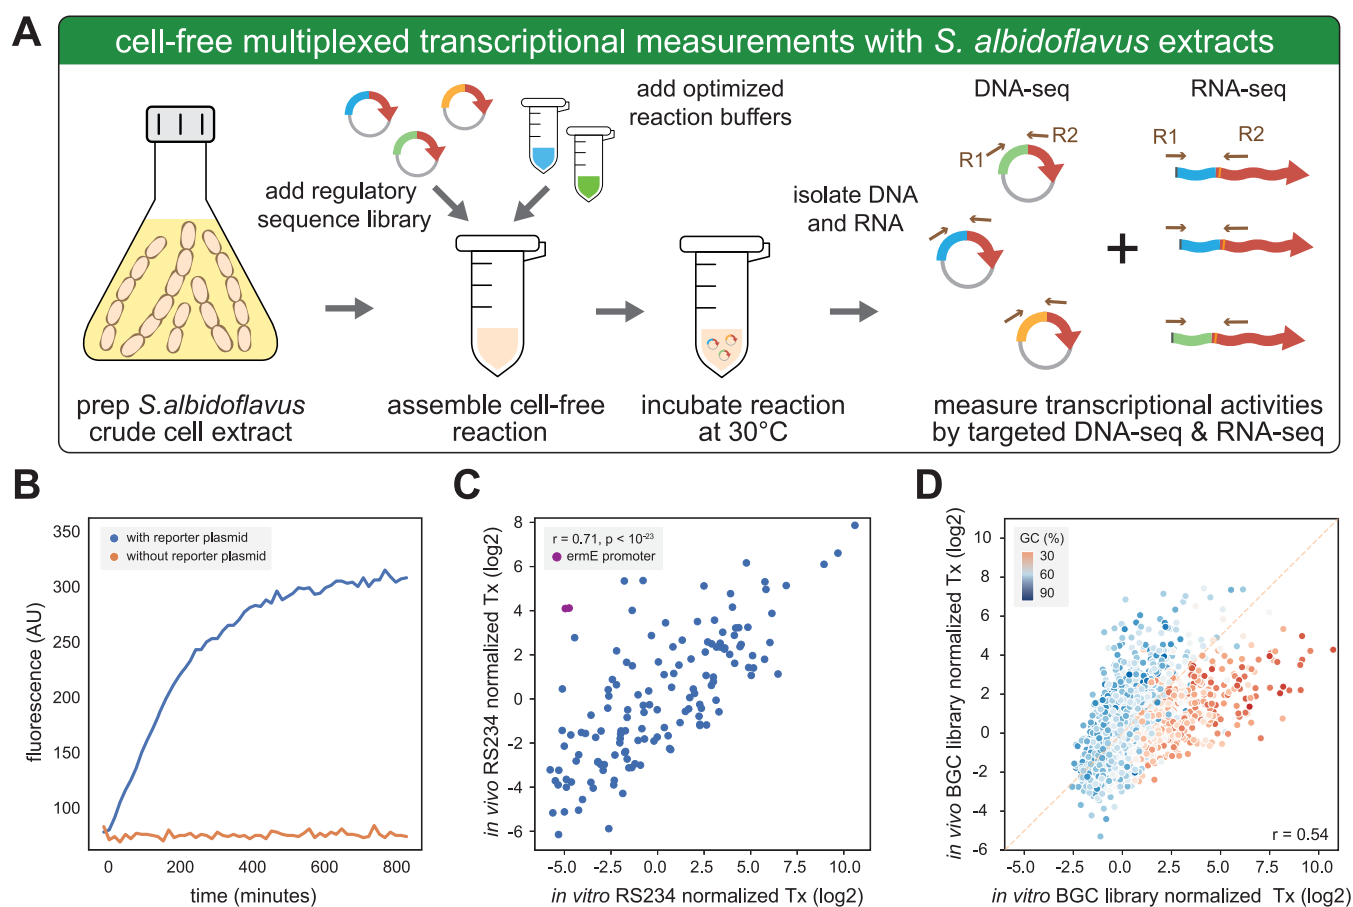 A
cell-free multiplexed transcriptional measurements with S. albidoflavus extracts
add regulatory
sequence library
add optimized
reaction buffers
isolate DNA
and RNA
DNA-seq
RNA-seq
R1
R2
R1
R2
+
prep S.albidoflavus
crude cell extract
assemble cell-free
reaction
incubate reaction
at 30°C
measure transcriptional activities
by targeted DNA-seq & RNA-seq
B
fluorescence (AU)
350
300
250
200
150
100
with reporter plasmid
without reporter plasmid
0
200
400
600
800
time (minutes)
C
in vivo RS234 normalized Tx (log2)
8
6
4
2
0
-2
-4
-6
r = 0.71, p < 10-23
ermE promoter
-5.0
-2.5
0.0
2.5
5.0
7.5
10.0
in vitro RS234 normalized Tx (log2)
D
in vivo BGC library normalized Tx (log2)
10
8
6
4
2
0
-2
-4
-6
GC (%)
30
60
90
r = 0.54
-5.0
-2.5
0.0
2.5
5.0
7.5
10.0
in vitro BGC library normalized Tx (log2)